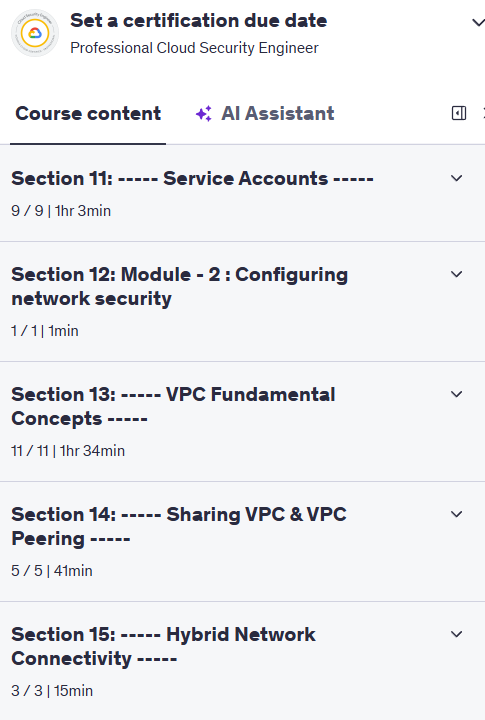 Set a certification due date
Professional Cloud Security Engineer
Course content
AI Assistant
Section 11: ----- Service Accounts -----
9 / 9 | 1hr 3min
Section 12: Module - 2 : Configuring
network security
1 / 1 | 1min
Section 13: ----- VPC Fundamental
Concepts -----
11 / 11 | 1hr 34min
Section 14: ----- Sharing VPC & VPC
Peering -----
5 / 5 | 41min
Section 15: ----- Hybrid Network
Connectivity -----
3 / 3 | 15min